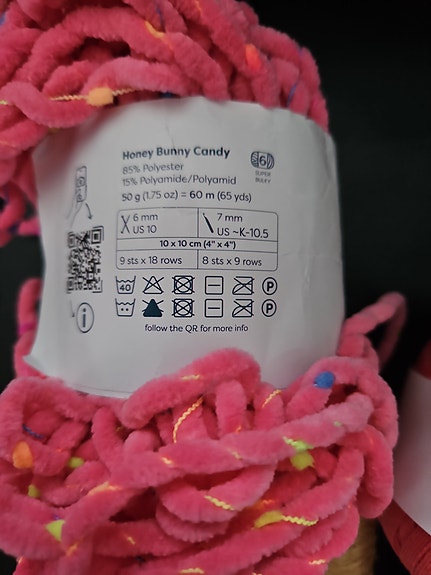 Honey Bunny Candy
85% Polyester
15% Polyamide/Polyamid
50 g (1.75 oz) = 60 m (65 yds)
6
SUPER
BULKY
6 mm
US 10
7 mm
US ~K-10.5
10 x 10 cm (4" x 4")
9 sts x 18 rows
8 sts x 9 rows
40
P
P
follow the QR for more info
i